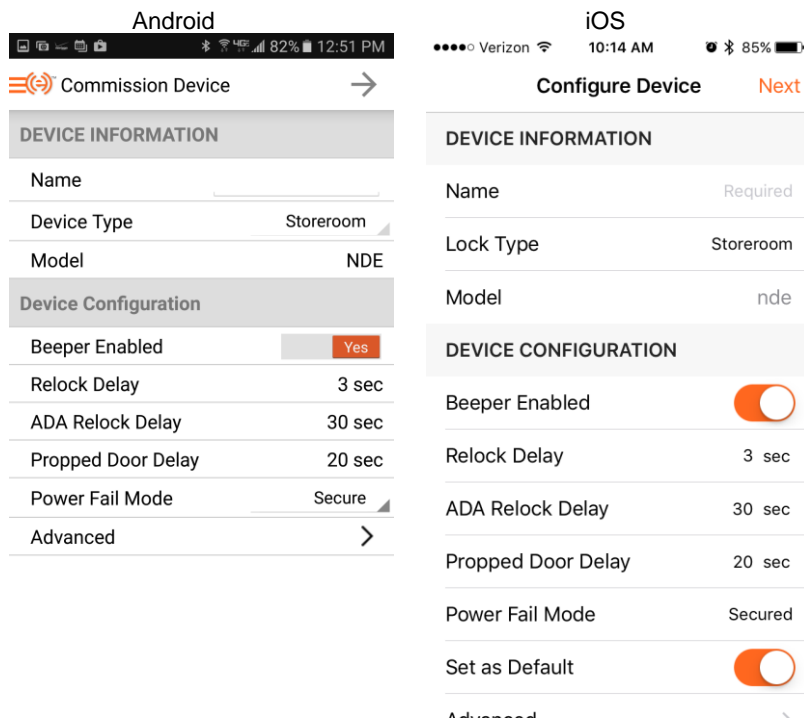 Android
82% 12:51 PM
Commission Device
DEVICE INFORMATION
Name
Device Type Storeroom
Model NDE
Device Configuration
Beeper Enabled Yes
Relock Delay 3 sec
ADA Relock Delay 30 sec
Propped Door Delay 20 sec
Power Fail Mode Secure
Advanced
iOS
Verizon 10:14 AM 85%
Configure Device Next
DEVICE INFORMATION
Name Required
Lock Type Storeroom
Model nde
DEVICE CONFIGURATION
Beeper Enabled
Relock Delay 3 sec
ADA Relock Delay 30 sec
Propped Door Delay 20 sec
Power Fail Mode Secured
Set as Default
Advanced